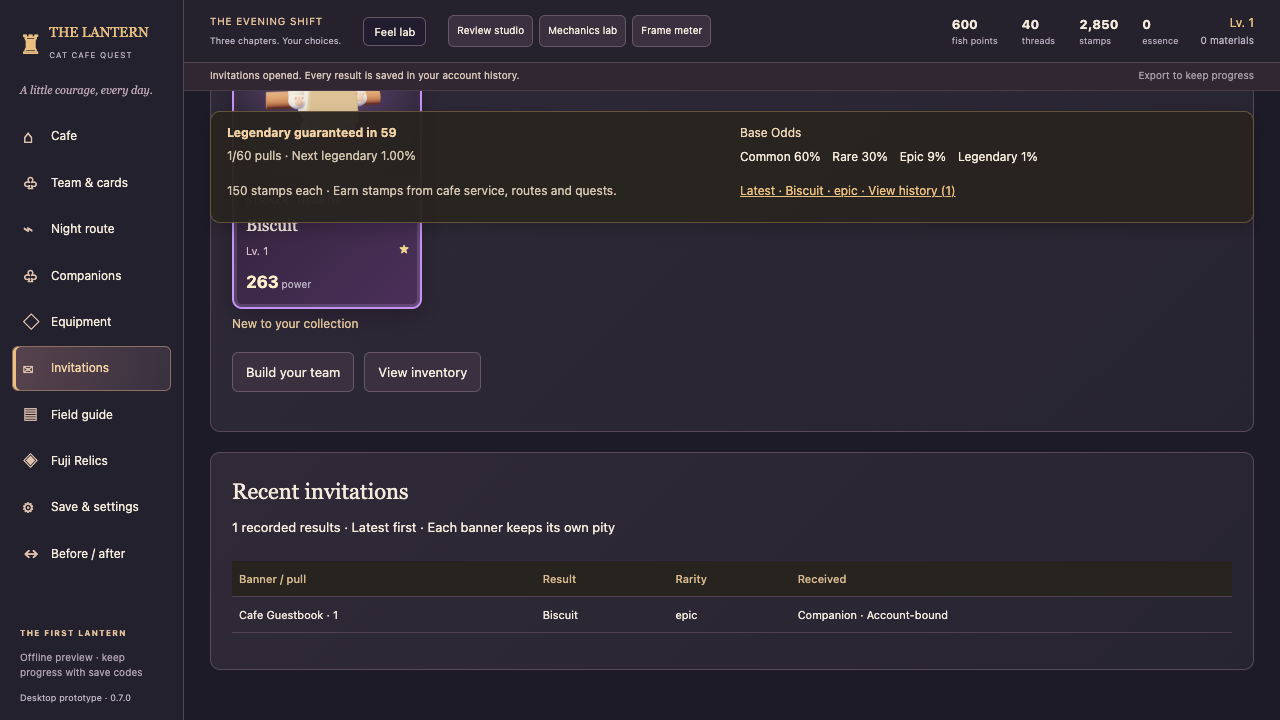 THE LANTERN
CAT CAFE QUEST
A little courage, every day.
Cafe
Team & cards
Night route
Companions
Equipment
Invitations
Field guide
Fuji Relics
Save & settings
Before / after
THE FIRST LANTERN
Offline preview · keep
progress with save codes
Desktop prototype · 0.7.0
THE EVENING SHIFT
Three chapters. Your choices.
Feel lab
Review studio
Mechanics lab
Frame meter
600
fish points
40
threads
2,850
stamps
0
essence
Lv. 1
0 materials
Invitations opened. Every result is saved in your account history.
Export to keep progress
Legendary guaranteed in 59
1/60 pulls · Next legendary 1.00%
150 stamps each · Earn stamps from cafe service, routes and quests.
Base Odds
Common 60% Rare 30% Epic 9% Legendary 1%
Latest · Biscuit · epic · View history (1)
Biscuit
Lv. 1
263 power
New to your collection
Build your team
View inventory
Recent invitations
1 recorded results · Latest first · Each banner keeps its own pity
Banner / pull Result Rarity Received
Cafe Guestbook · 1 Biscuit epic Companion · Account-bound